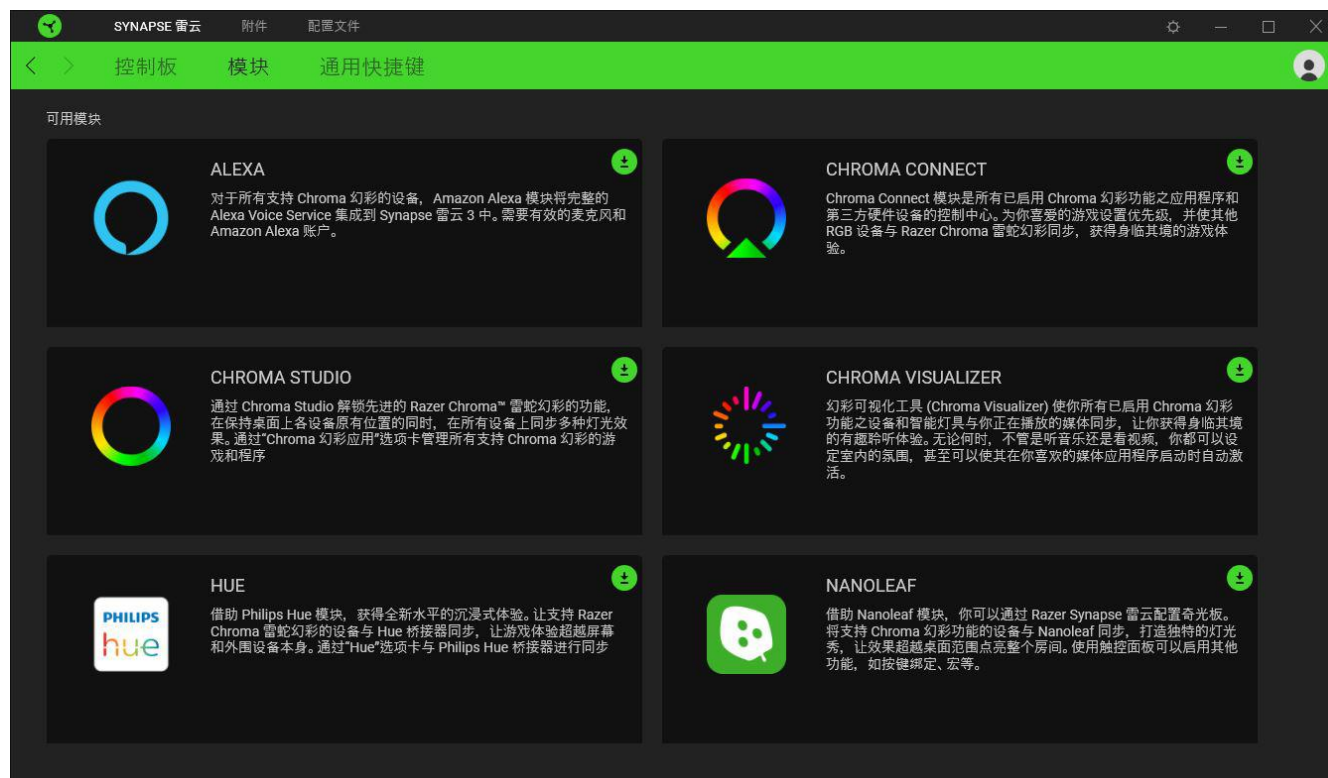 SYNAPSE 雷云 附件 配置文件
控制板 模块 通用快捷键
可用模块
ALEXA
对于所有支持 Chroma 幻彩的设备，Amazon Alexa 模块将完整的
Alexa Voice Service 集成到 Synapse 雷云 3 中。需要有效的麦克风和
Amazon Alexa 账户。
CHROMA CONNECT
Chroma Connect 模块是所有已启用 Chroma 幻彩功能之应用程序和
第三方硬件设备的控制中心。为你喜爱的游戏设置优先级，并使其他
RGB 设备与 Razer Chroma 雷蛇幻彩同步，获得身临其境的游戏体
验。
CHROMA STUDIO
通过 Chroma Studio 解锁先进的 Razer Chroma™ 雷蛇幻彩的功能，
在保持桌面上各设备原有位置的同时，在所有设备上同步多种灯光效
果。通过“Chroma 幻彩应用”选项卡管理所有支持 Chroma 幻彩的游
戏和程序
CHROMA VISUALIZER
幻彩可视化工具 (Chroma Visualizer) 使你所有已启用 Chroma 幻彩
功能之设备和智能灯具与你正在播放的媒体同步，让你获得身临其境
的有趣聆听体验。无论何时，不管是听音乐还是看视频，你都可以设
定室内的氛围，甚至可以使其在你喜欢的媒体应用程序启动时自动激
活。
PHILIPS
hue
HUE
借助 Philips Hue 模块，获得全新水平的沉浸式体验。让支持 Razer
Chroma 雷蛇幻彩的设备与 Hue 桥接器同步，让游戏体验超越屏幕
和外围设备本身。通过“Hue”选项卡与 Philips Hue 桥接器进行同步
NANOLEAF
借助 Nanoleaf 模块，你可以通过 Razer Synapse 雷云配置奇光板。
将支持 Chroma 幻彩功能的设备与 Nanoleaf 同步，打造独特的灯光
秀，让效果超越桌面范围点亮整个房间。使用触控面板可以启用其他
功能，如按键绑定、宏等。